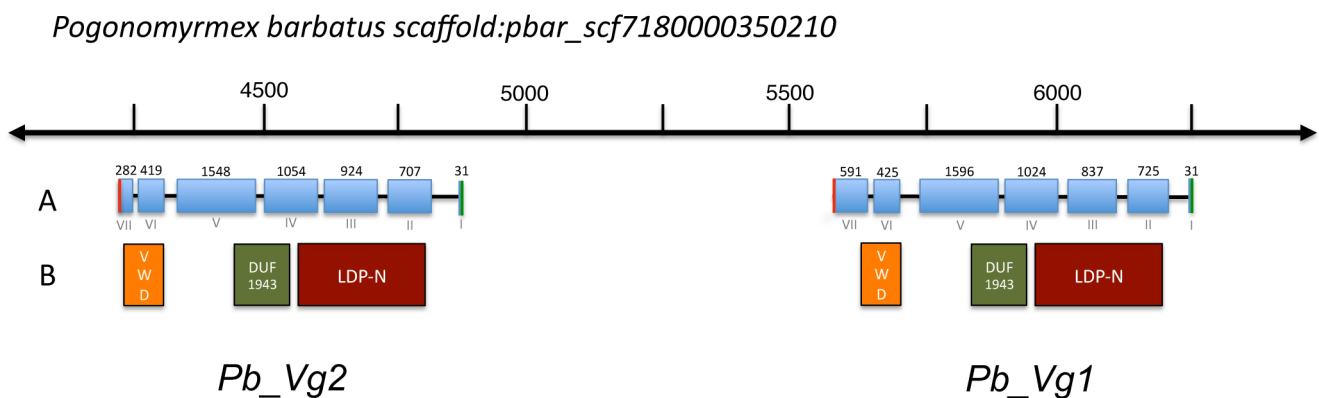 Pogonomyrmex barbatus scaffold:pbar_scf7180000350210
4500 5000 5500 6000
A 282 419 1548 1054 924 707 31 591 425 1596 1024 837 725 31
VII VI V IV III II I VII VI V IV III II I
B VWD DUF 1943 LDP-N VWD DUF 1943 LDP-N
Pb_Vg2 Pb_Vg1